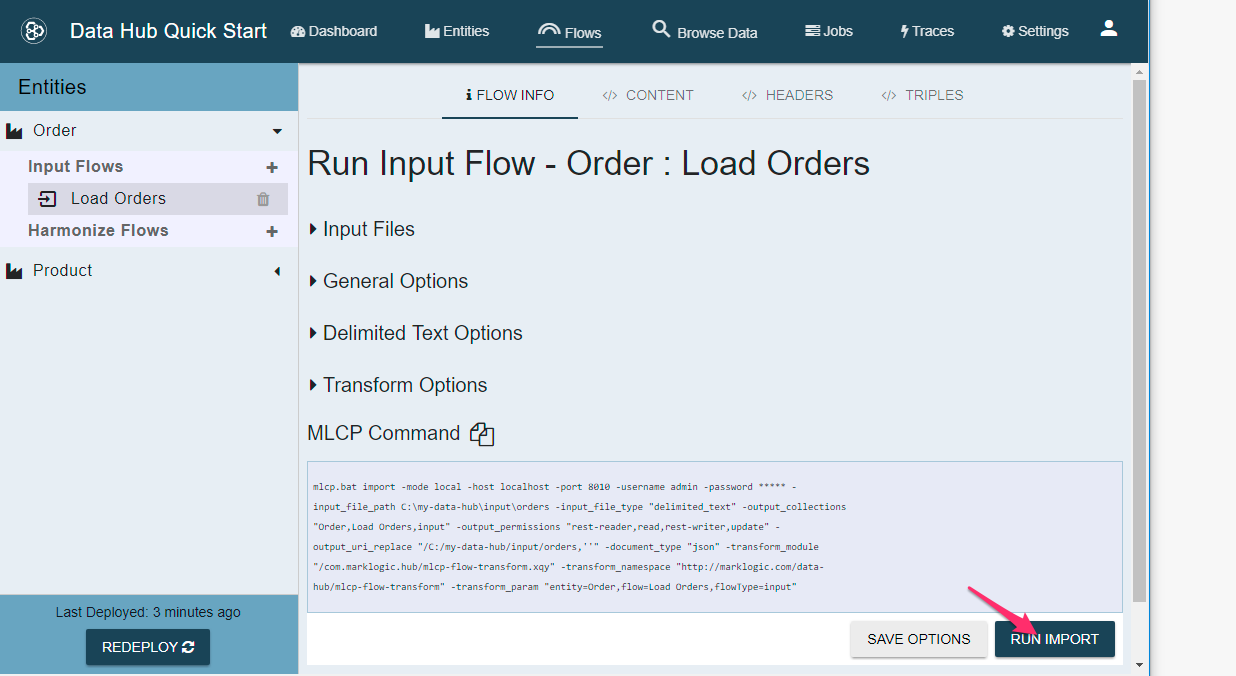 Data Hub Quick Start Dashboard Entities Flows Browse Data Jobs Traces Settings
Entities
Order
Input Flows +
Load Orders
Harmonize Flows +
Product
Last Deployed: 3 minutes ago
REDEPLOY
FLOW INFO </> CONTENT </> HEADERS </> TRIPLES
Run Input Flow - Order : Load Orders
Input Files
General Options
Delimited Text Options
Transform Options
MLCP Command
mlcp.bat import -mode local -host localhost -port 8010 -username admin -password ***** -
input_file_path C:\my-data-hub\input\orders -input_file_type "delimited_text" -output_collections
"Order,Load Orders,input" -output_permissions "rest-reader,read,rest-writer,update" -
output_uri_replace "/C:/my-data-hub/input/orders,''" -document_type "json" -transform_module
"/com.marklogic.hub/mlcp-flow-transform.xqy" -transform_namespace "http://marklogic.com/data-
hub/mlcp-flow-transform" -transform_param "entity=Order,flow=Load Orders,flowType=input"
SAVE OPTIONS RUN IMPORT